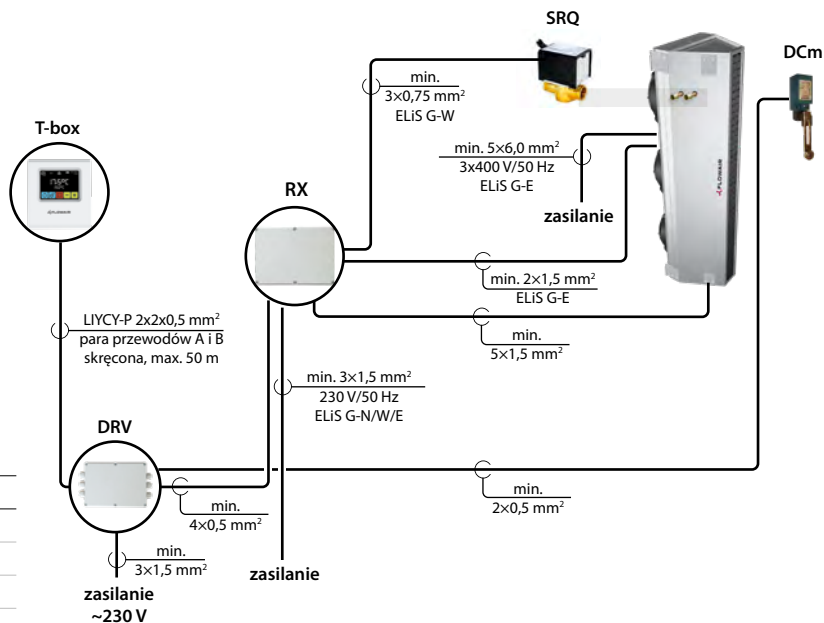 SRQ
DCm
min.
3×0,75 mm²
ELiS G-W
T-box
min. 5×6,0 mm²
3x400 V/50 Hz
ELiS G-E
RX
zasilanie
FLOWAIR
FLOWAIR
min. 2×1,5 mm²
ELiS G-E
LIYCY-P 2x2x0,5 mm²
para przewodów A i B
skręcona, max. 50 m
min.
5×1,5 mm²
min. 3×1,5 mm²
230 V/50 Hz
ELiS G-N/W/E
DRV
min.
4×0,5 mm²
min.
2×0,5 mm²
min.
3×1,5 mm²
zasilanie
zasilanie
~230 V